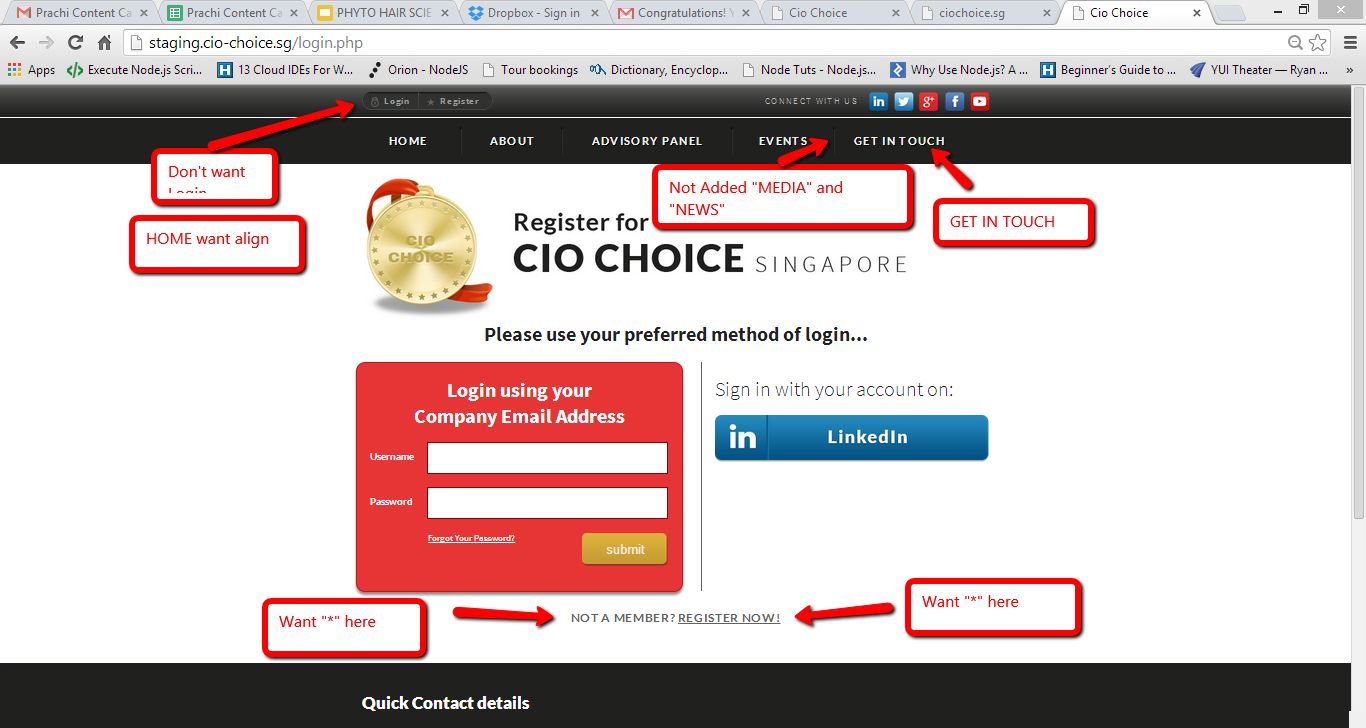 Prachi Content Ca
Prachi Content Ca
PHYTO HAIR SCIE
Dropbox - Sign in
Congratulations! Y
Cio Choice
ciochoice.sg
Cio Choice
staging.cio-choice.sg/login.php
Apps
Execute Node.js Scri...
13 Cloud IDEs For W...
Orion - NodeJS
Tour bookings
Dictionary, Encyclop...
Node Tuts - Node.js...
Why Use Node.js? A ...
Beginner's Guide to ...
YUI Theater — Ryan ...
»
Login
Register
CONNECT WITH US
HOME
ABOUT
ADVISORY PANEL
EVENTS
GET IN TOUCH
Don't want
Login
Not Added "MEDIA" and
"NEWS"
GET IN TOUCH
HOME want align
CIO
CHOICE
Register for
CIO CHOICE SINGAPORE
Please use your preferred method of login...
Login using your
Company Email Address
Username
Password
Forgot Your Password?
submit
Sign in with your account on:
in LinkedIn
Want "*" here
NOT A MEMBER? REGISTER NOW!
Want "*" here
Quick Contact details